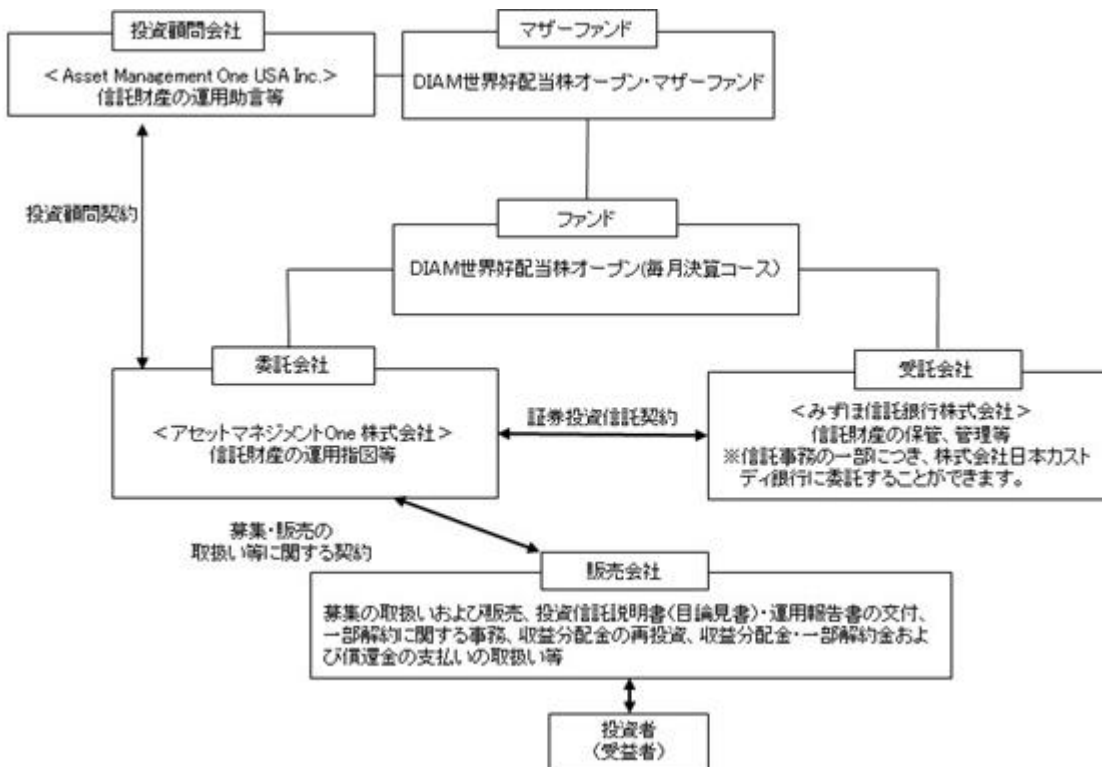 投資顧問会社
＜Asset Management One USA Inc.＞
信託財産の運用助言等
マザーファンド
DIAM世界好配当株オープン・マザーファンド
投資顧問契約
ファンド
DIAM世界好配当株オープン(毎月決算コース)
委託会社
＜アセットマネジメントOne 株式会社＞
信託財産の運用指図等
証券投資信託契約
受託会社
＜みずほ信託銀行株式会社＞
信託財産の保管、管理等
※信託事務の一部につき、株式会社日本カスト
ディ銀行に委託することができます。
募集・販売の
取扱い等に関する契約
販売会社
募集の取扱いおよび販売、投資信託説明書(目論見書)・運用報告書の交付、
一部解約に関する事務、収益分配金の再投資、収益分配金・一部解約金およ
び償還金の支払いの取扱い等
投資者
(受益者)